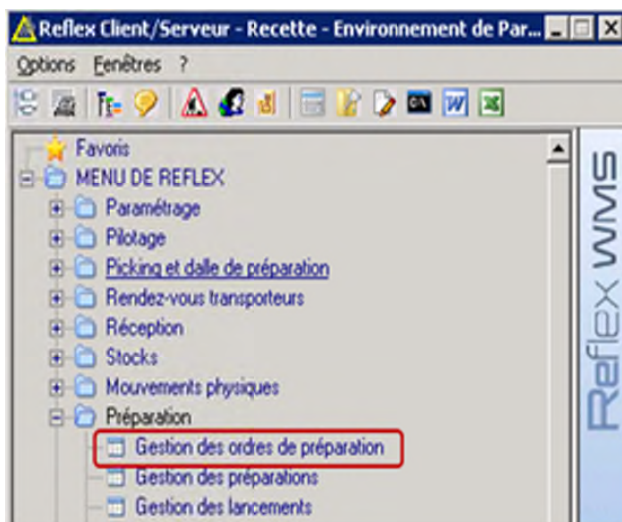 Reflex Client/Serveur - Recette - Environnement de Par...
Options Fenêtres ?
Favoris
MENU DE REFLEX
Paramétrage
Pilotage
Picking et dalle de préparation
Rendez-vous transporteurs
Réception
Stocks
Mouvements physiques
Préparation
Gestion des ordres de préparation
Gestion des préparations
Gestion des lancements
Reflex WMS